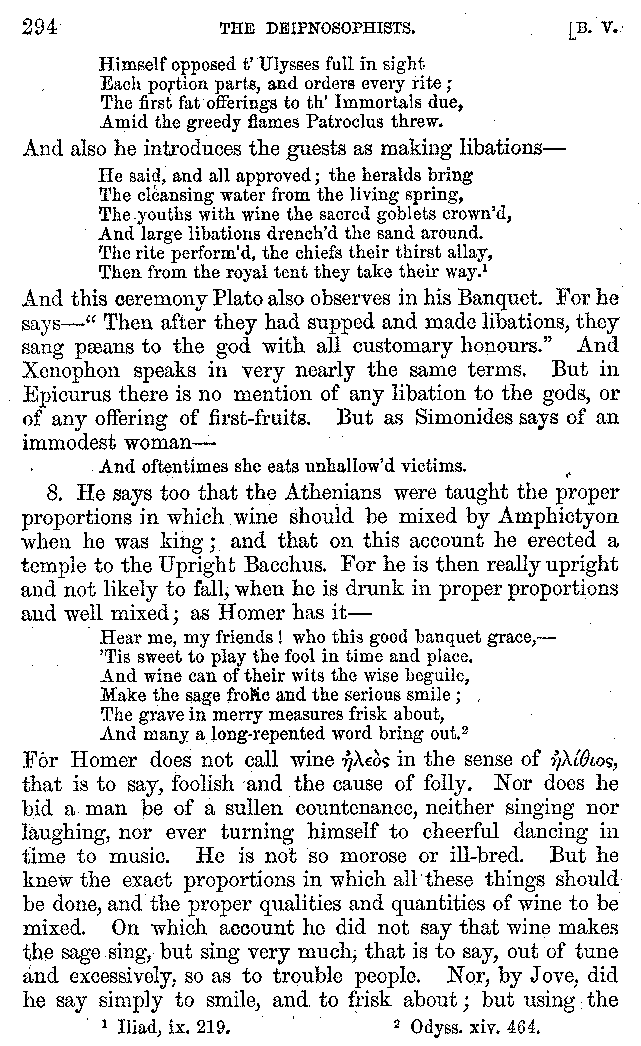 294 THE DEIPNOSOPHISTS. [B. V.
Himself opposed t' Ulysses full in sight
Each portion parts, and orders every rite;
The first fat offerings to th' Immortals due,
Amid the greedy flames Patroclus threw.
And also he introduces the guests as making libations—
He said, and all approved; the heralds bring
The cleansing water from the living spring,
The youths with wine the sacred goblets crown'd,
And large libations drench'd the sand around.
The rite perform'd, the chiefs their thirst allay,
Then from the royal tent they take their way.¹
And this ceremony Plato also observes in his Banquet. For he
says—“ Then after they had supped and made libations, they
sang pæans to the god with all customary honours.” And
Xenophon speaks in very nearly the same terms. But in
Epicurus there is no mention of any libation to the gods, or
of any offering of first-fruits. But as Simonides says of an
immodest woman—
And oftentimes she eats unhallow'd victims.
8. He says too that the Athenians were taught the proper
proportions in which wine should be mixed by Amphictyon
when he was king; and that on this account he erected a
temple to the Upright Bacchus. For he is then really upright
and not likely to fall, when he is drunk in proper proportions
and well mixed; as Homer has it—
Hear me, my friends! who this good banquet grace,—
'Tis sweet to play the fool in time and place.
And wine can of their wits the wise beguile,
Make the sage frolic and the serious smile;
The grave in merry measures frisk about,
And many a long-repented word bring out.²
For Homer does not call wine ἠλεὸς in the sense of ἠλίθιος,
that is to say, foolish and the cause of folly. Nor does he
bid a man be of a sullen countenance, neither singing nor
laughing, nor ever turning himself to cheerful dancing in
time to music. He is not so morose or ill-bred. But he
knew the exact proportions in which all these things should
be done, and the proper qualities and quantities of wine to be
mixed. On which account he did not say that wine makes
the sage sing, but sing very much, that is to say, out of tune
and excessively, so as to trouble people. Nor, by Jove, did
he say simply to smile, and to frisk about; but using the
¹ Iliad, ix. 219. ² Odyss. xiv. 464.